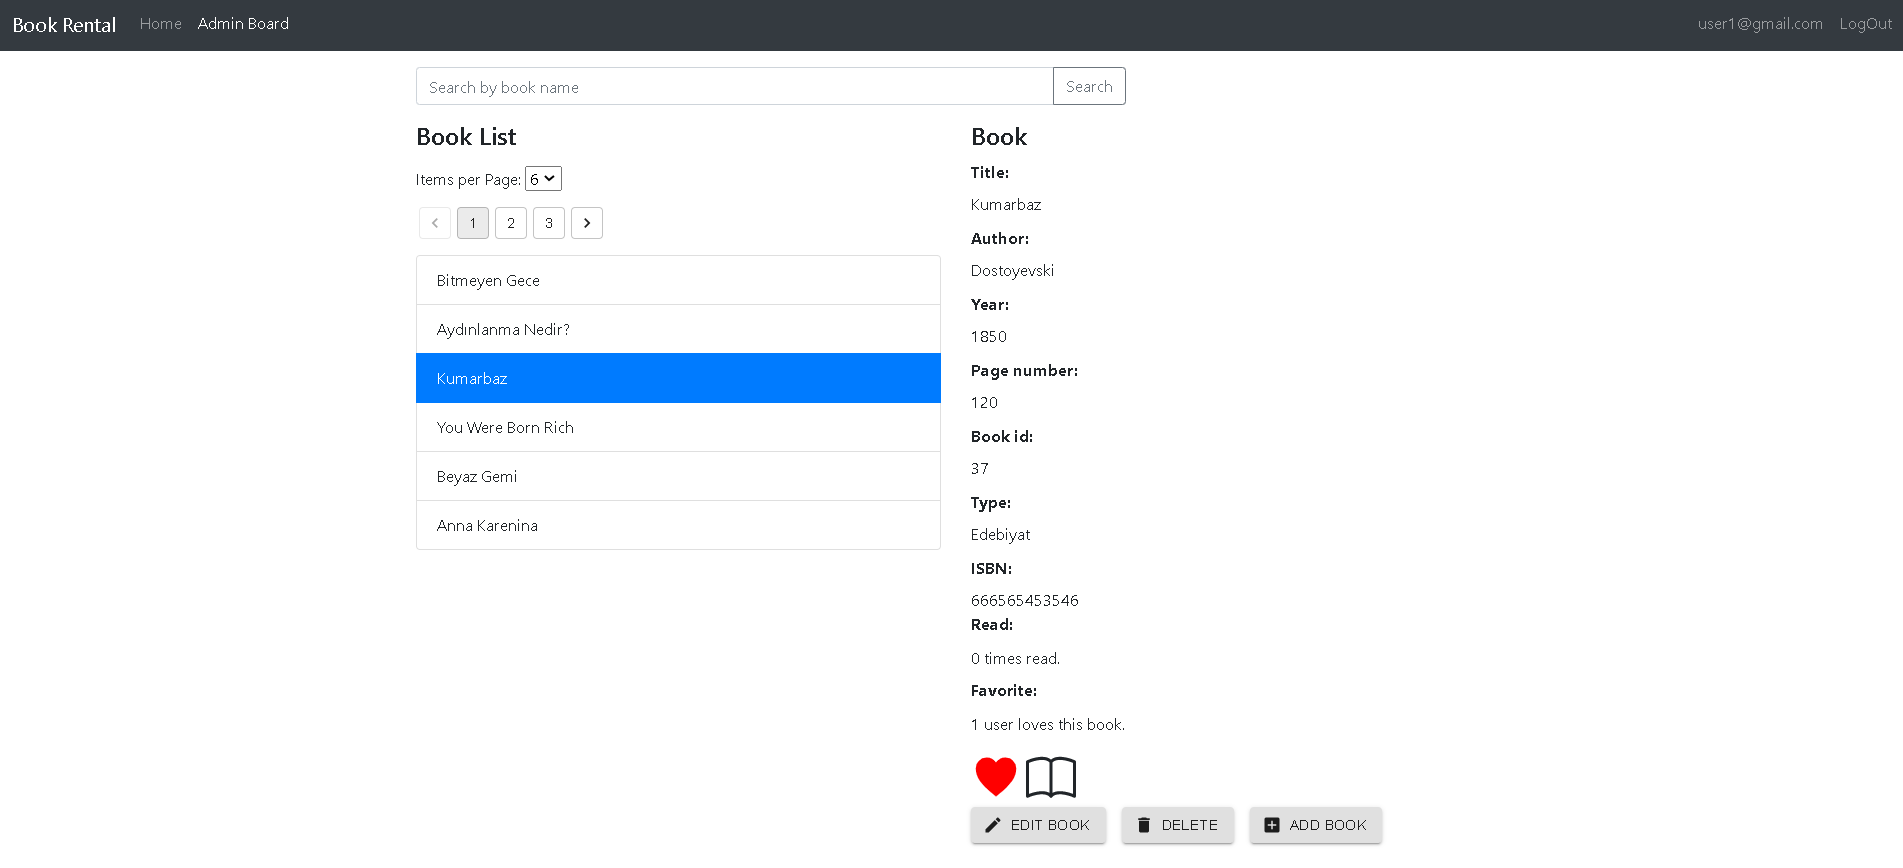 Book Rental Home Admin Board user1@gmail.com LogOut
Search by book name Search
Book List
Items per Page: 6
1 2 3
Bitmeyen Gece
Aydınlanma Nedir?
Kumarbaz
You Were Born Rich
Beyaz Gemi
Anna Karenina
Book
Title:
Kumarbaz
Author:
Dostoyevski
Year:
1850
Page number:
120
Book id:
37
Type:
Edebiyat
ISBN:
666565453546
Read:
0 times read.
Favorite:
1 user loves this book.
EDIT BOOK DELETE ADD BOOK